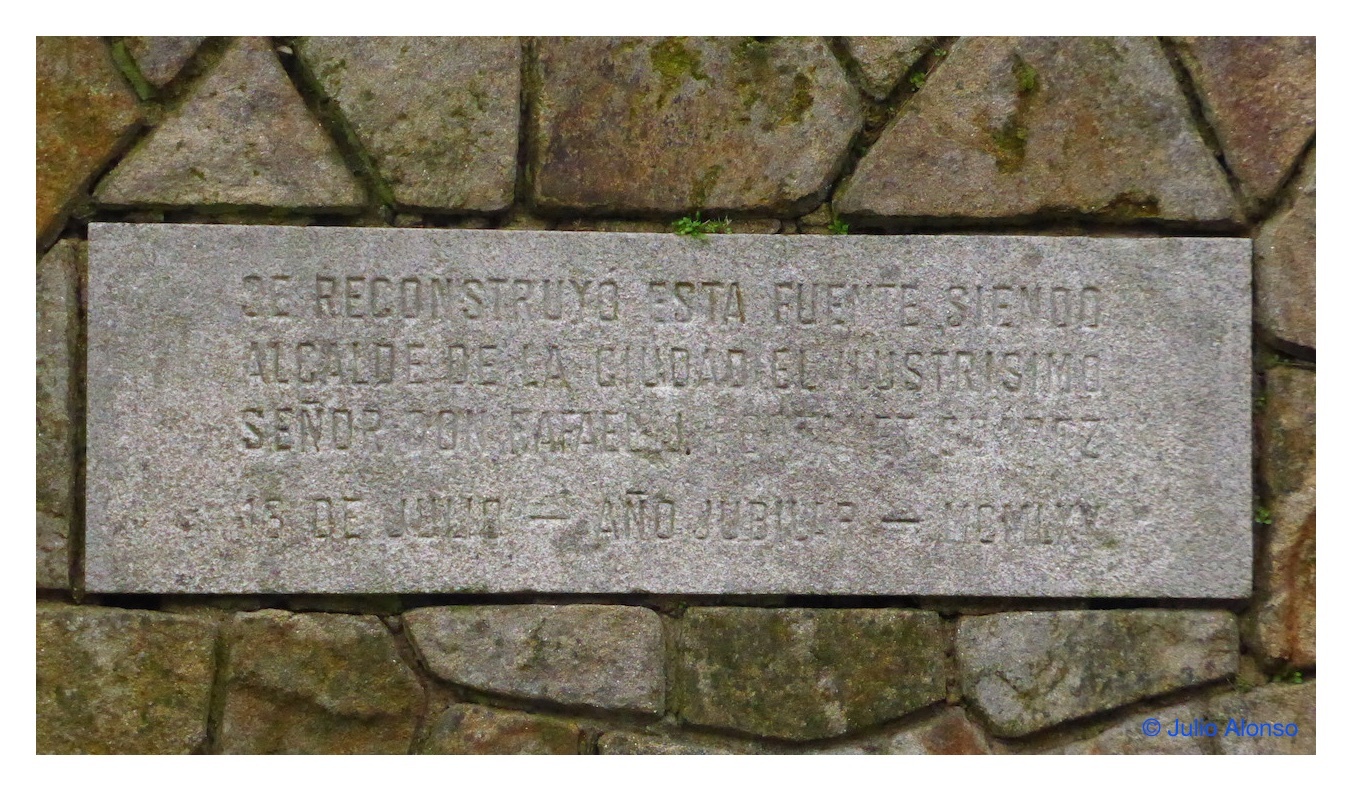 SE RECONSTRUYÓ ESTA FUENTE SIENDO
ALCALDE DE LA CIUDAD EL ILUSTRISIMO
SEÑOR DON RAFAEL J.
15 DE JULIO — AÑO JUBILAR —
© Julio Alonso